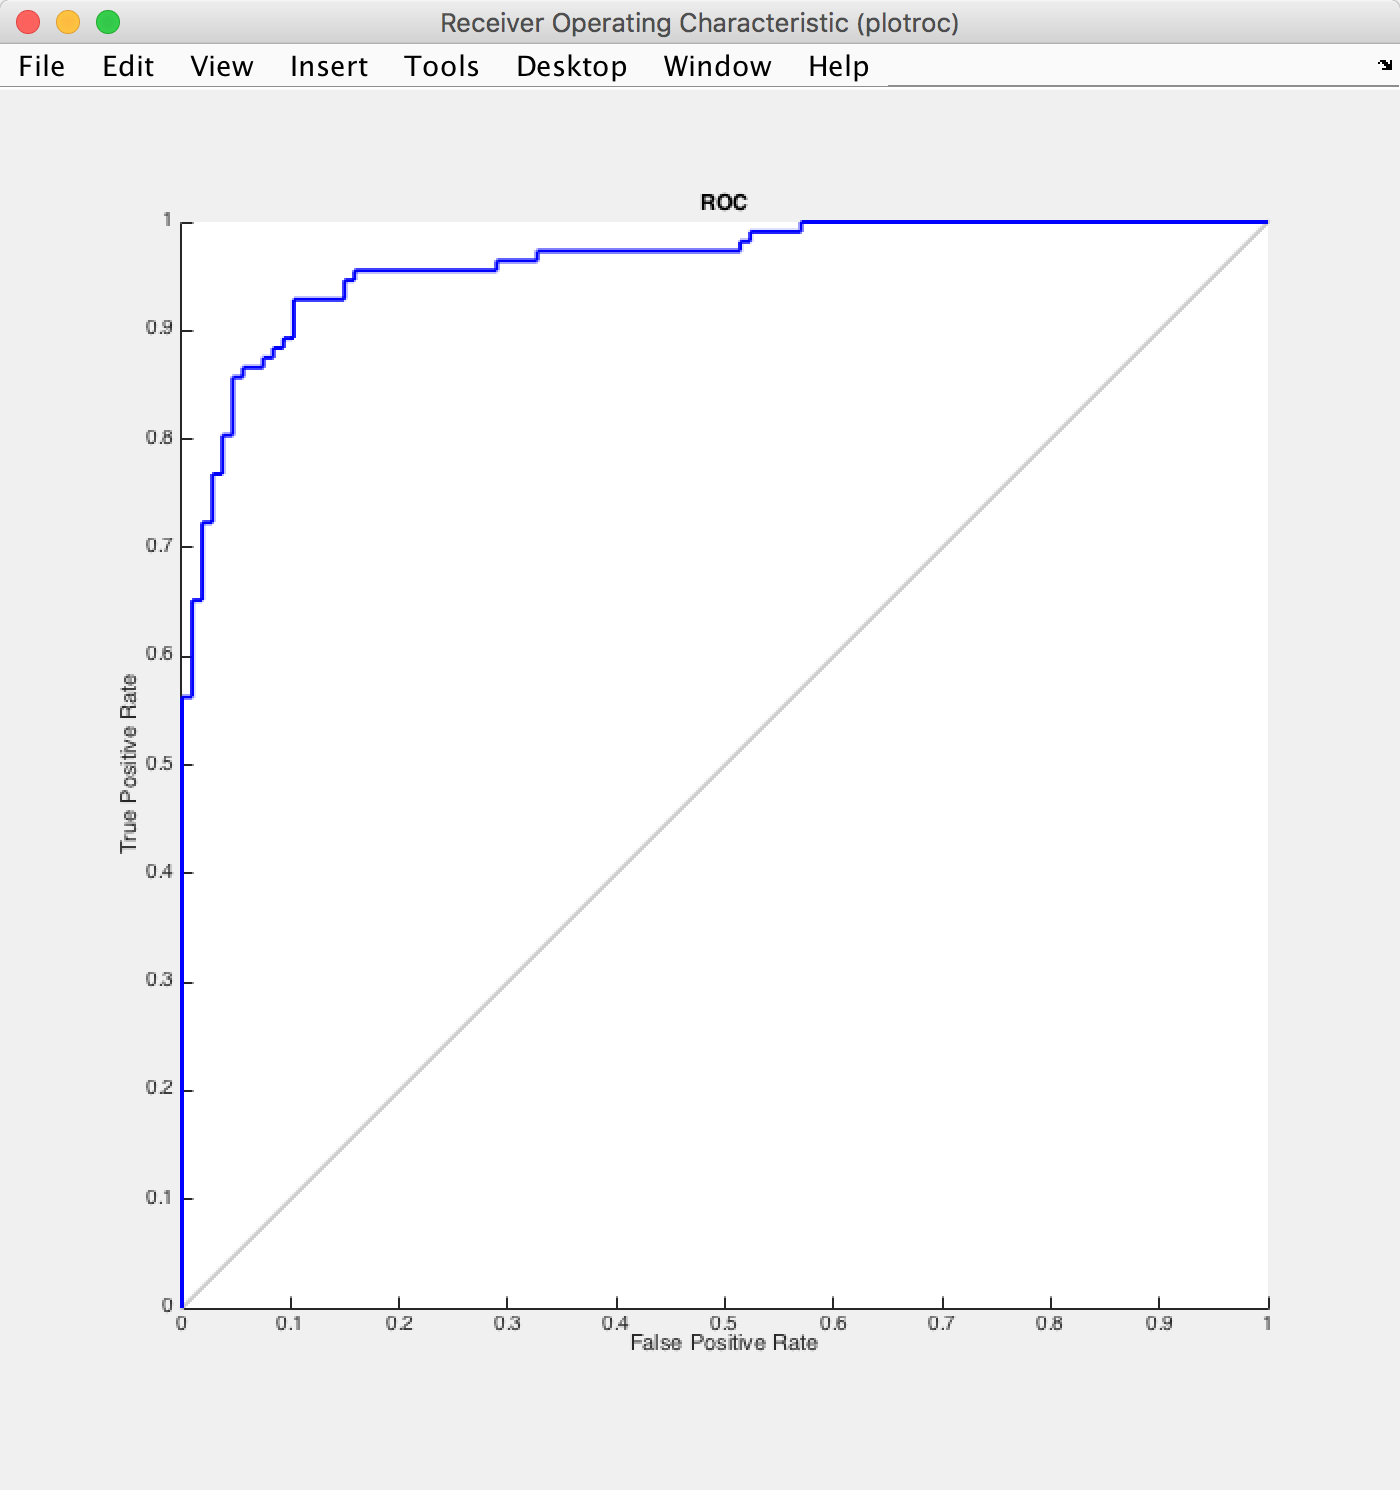 Receiver Operating Characteristic (plotroc)
File Edit View Insert Tools Desktop Window Help
ROC
1
0.9
0.8
0.7
0.6
0.5
0.4
0.3
0.2
0.1
0
True Positive Rate
0 0.1 0.2 0.3 0.4 0.5 0.6 0.7 0.8 0.9 1
False Positive Rate